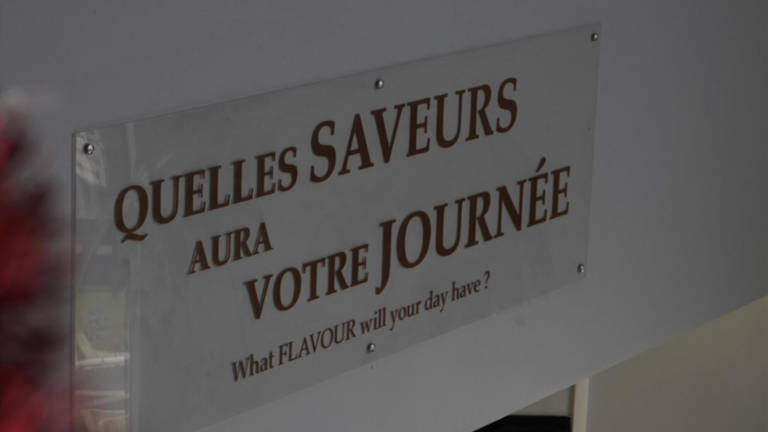 QUELLES SAVEURS
AURA
VOTRE JOURNÉE
What FLAVOUR will your day have ?